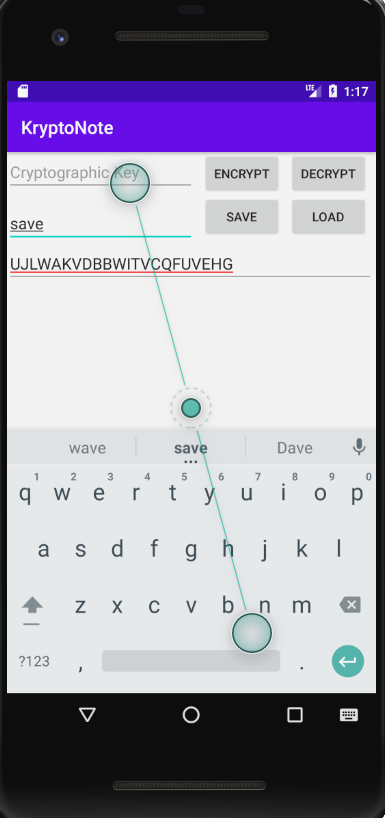 LTE 1:17
KryptoNote
Cryptographic Key ENCRYPT DECRYPT
save SAVE LOAD
UJLWAKVDBBWITVCQFUVEHG
wave save Dave
1 2 3 4 5 6 7 8 9 0
q w e r t y u i o p
a s d f g h j k l
z x c v b n m
?123 , .